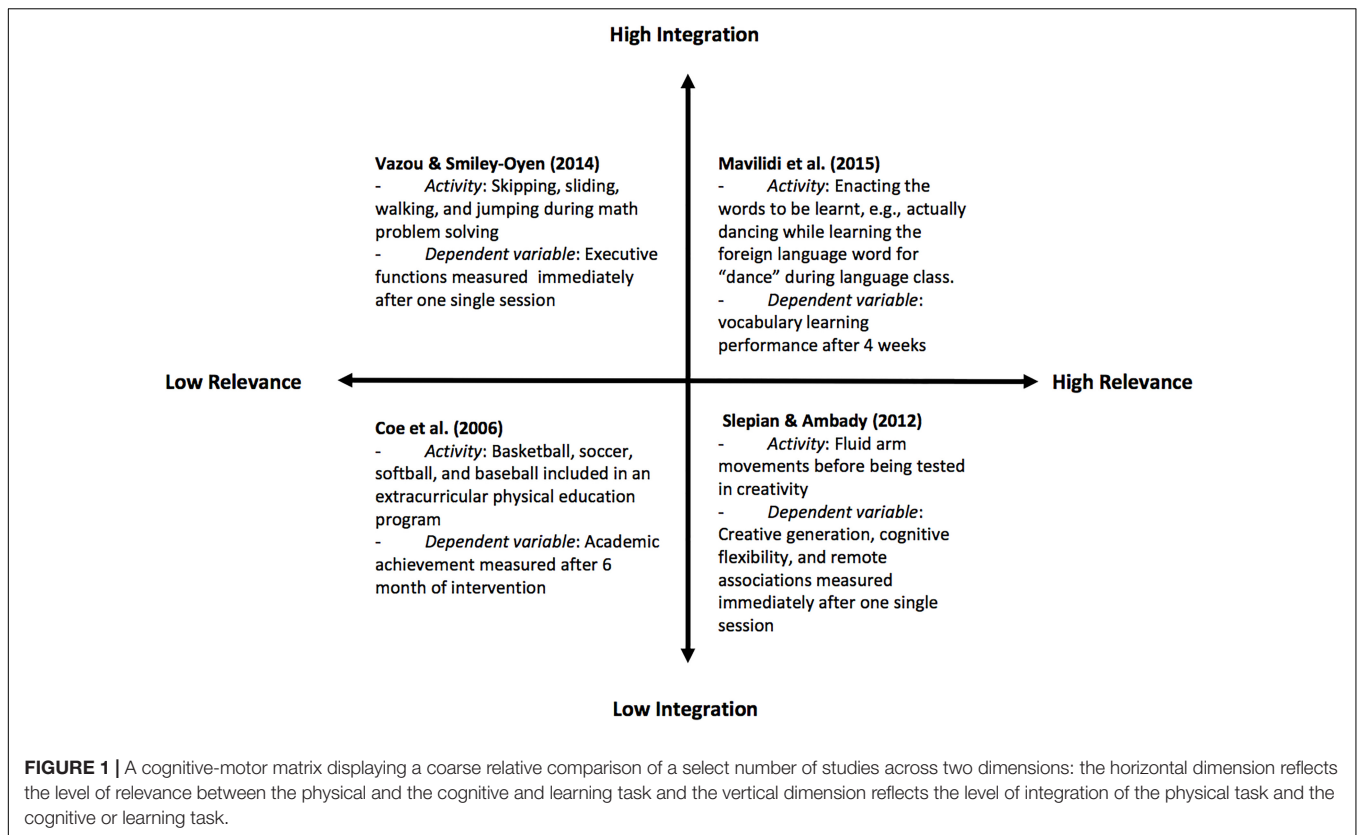 High Integration
Vazou & Smiley-Oyen (2014)
- Activity: Skipping, sliding,
walking, and jumping during math
problem solving
- Dependent variable: Executive
functions measured immediately
after one single session
Mavilidi et al. (2015)
- Activity: Enacting the
words to be learnt, e.g., actually
dancing while learning the
foreign language word for
“dance” during language class.
- Dependent variable:
vocabulary learning
performance after 4 weeks
Low Relevance
High Relevance
Coe et al. (2006)
- Activity: Basketball, soccer,
softball, and baseball included in an
extracurricular physical education
program
- Dependent variable: Academic
achievement measured after 6
month of intervention
Slepian & Ambady (2012)
- Activity: Fluid arm
movements before being tested
in creativity
- Dependent variable:
Creative generation, cognitive
flexibility, and remote
associations measured
immediately after one single
session
Low Integration
FIGURE 1 | A cognitive-motor matrix displaying a coarse relative comparison of a select number of studies across two dimensions: the horizontal dimension reflects
the level of relevance between the physical and the cognitive and learning task and the vertical dimension reflects the level of integration of the physical task and the
cognitive or learning task.